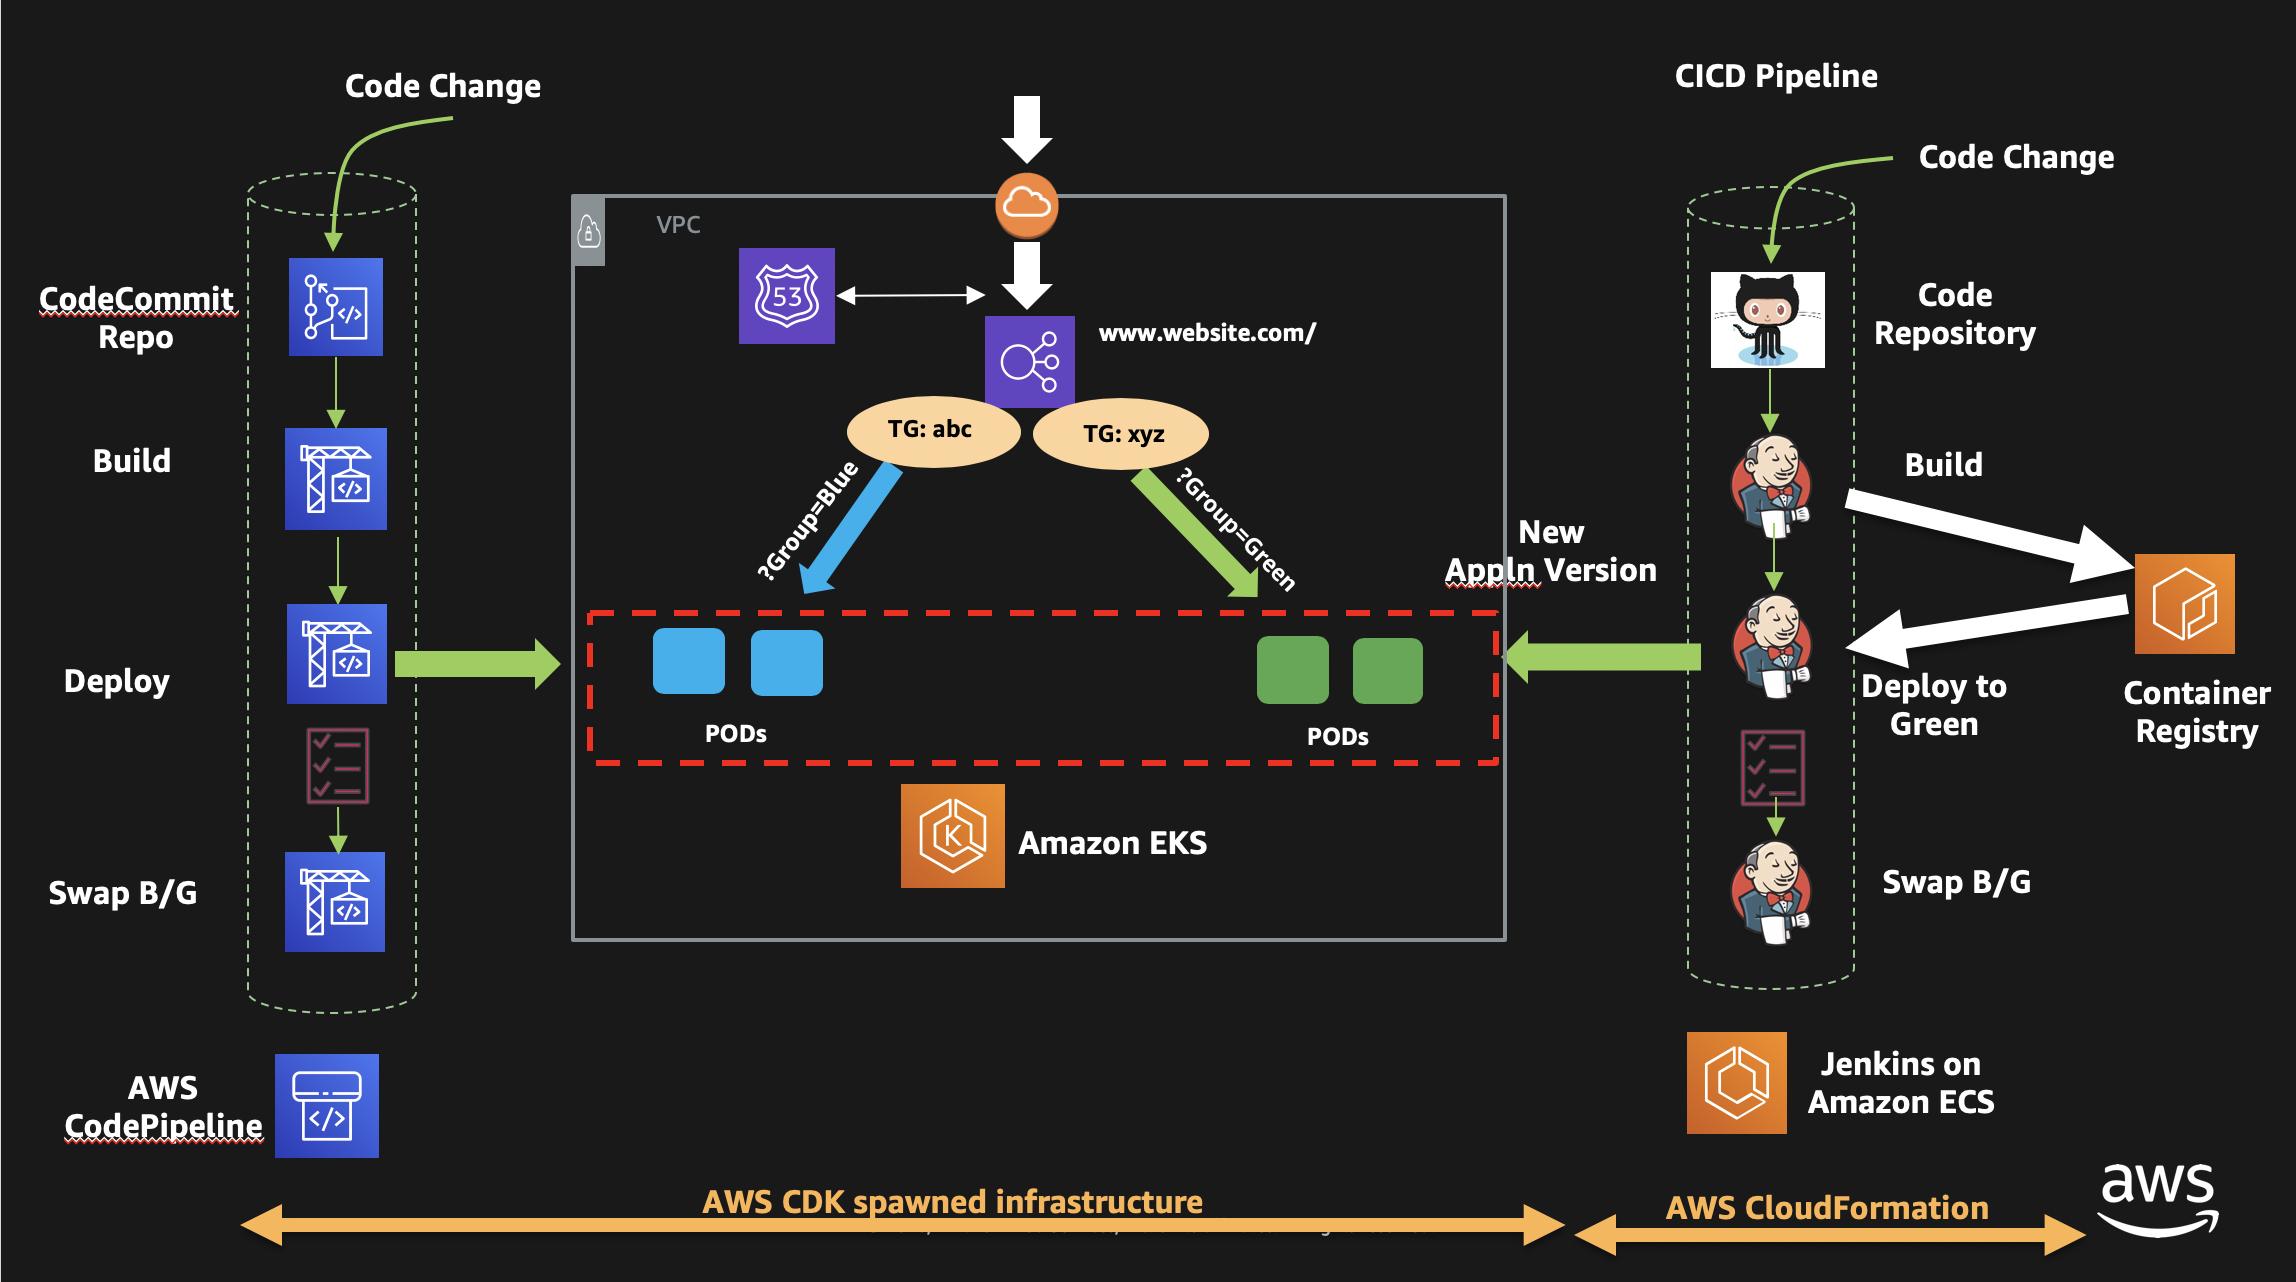 Code Change
CICD Pipeline
Code Change
VPC
53
CodeCommit
Repo
www.website.com/
Code
Repository
TG: abc
TG: xyz
Build
?Group=Blue
?Group=Green
Build
New
Appln Version
Deploy
PODs
PODs
Deploy to
Green
Container
Registry
K
Amazon EKS
Swap B/G
Swap B/G
AWS
CodePipeline
Jenkins on
Amazon ECS
AWS CDK spawned infrastructure
AWS CloudFormation
aws